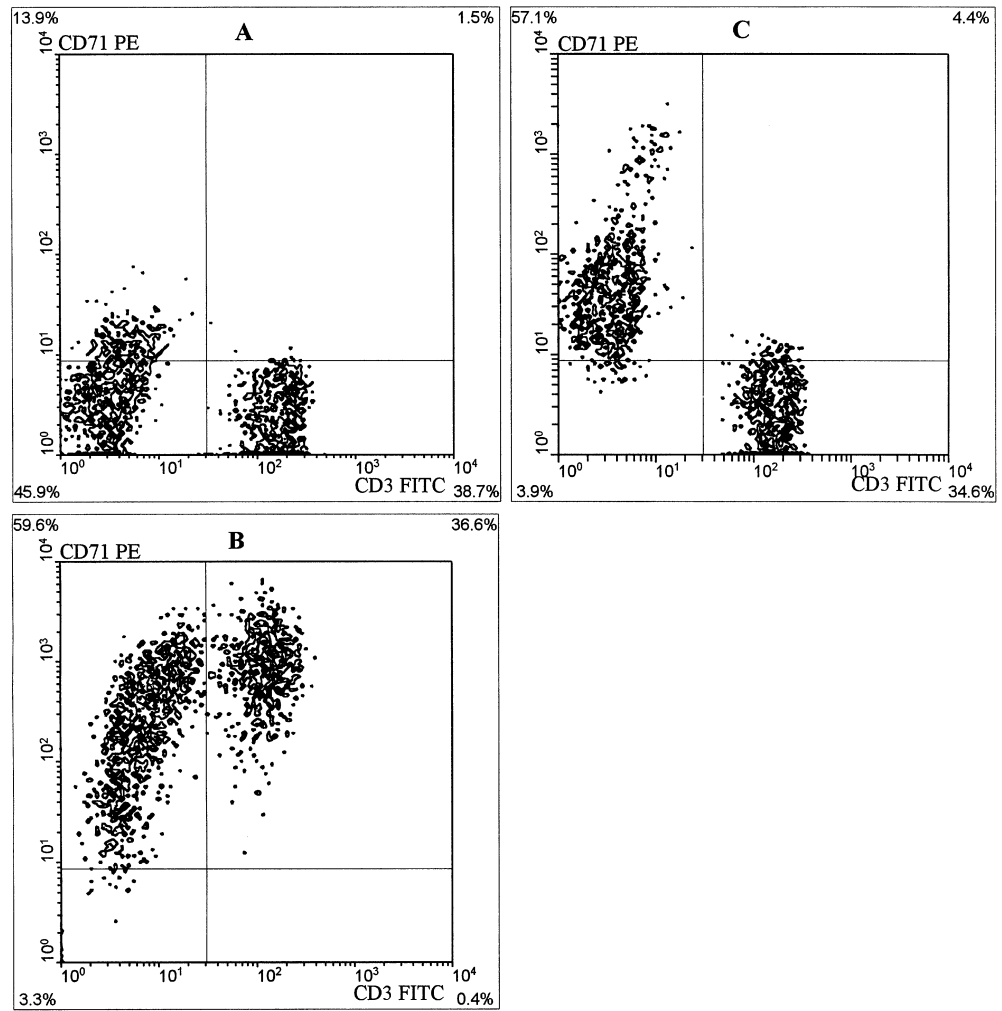 13.9% A 1.5%
CD71 PE
10⁴
10³
10²
10¹
10⁰
10⁰ 10¹ 10² 10³ 10⁴
CD3 FITC
45.9% 38.7%
57.1% C 4.4%
CD71 PE
10⁴
10³
10²
10¹
10⁰
10⁰ 10¹ 10² 10³ 10⁴
CD3 FITC
3.9% 34.6%
59.6% B 36.6%
CD71 PE
10⁴
10³
10²
10¹
10⁰
10⁰ 10¹ 10² 10³ 10⁴
CD3 FITC
3.3% 0.4%